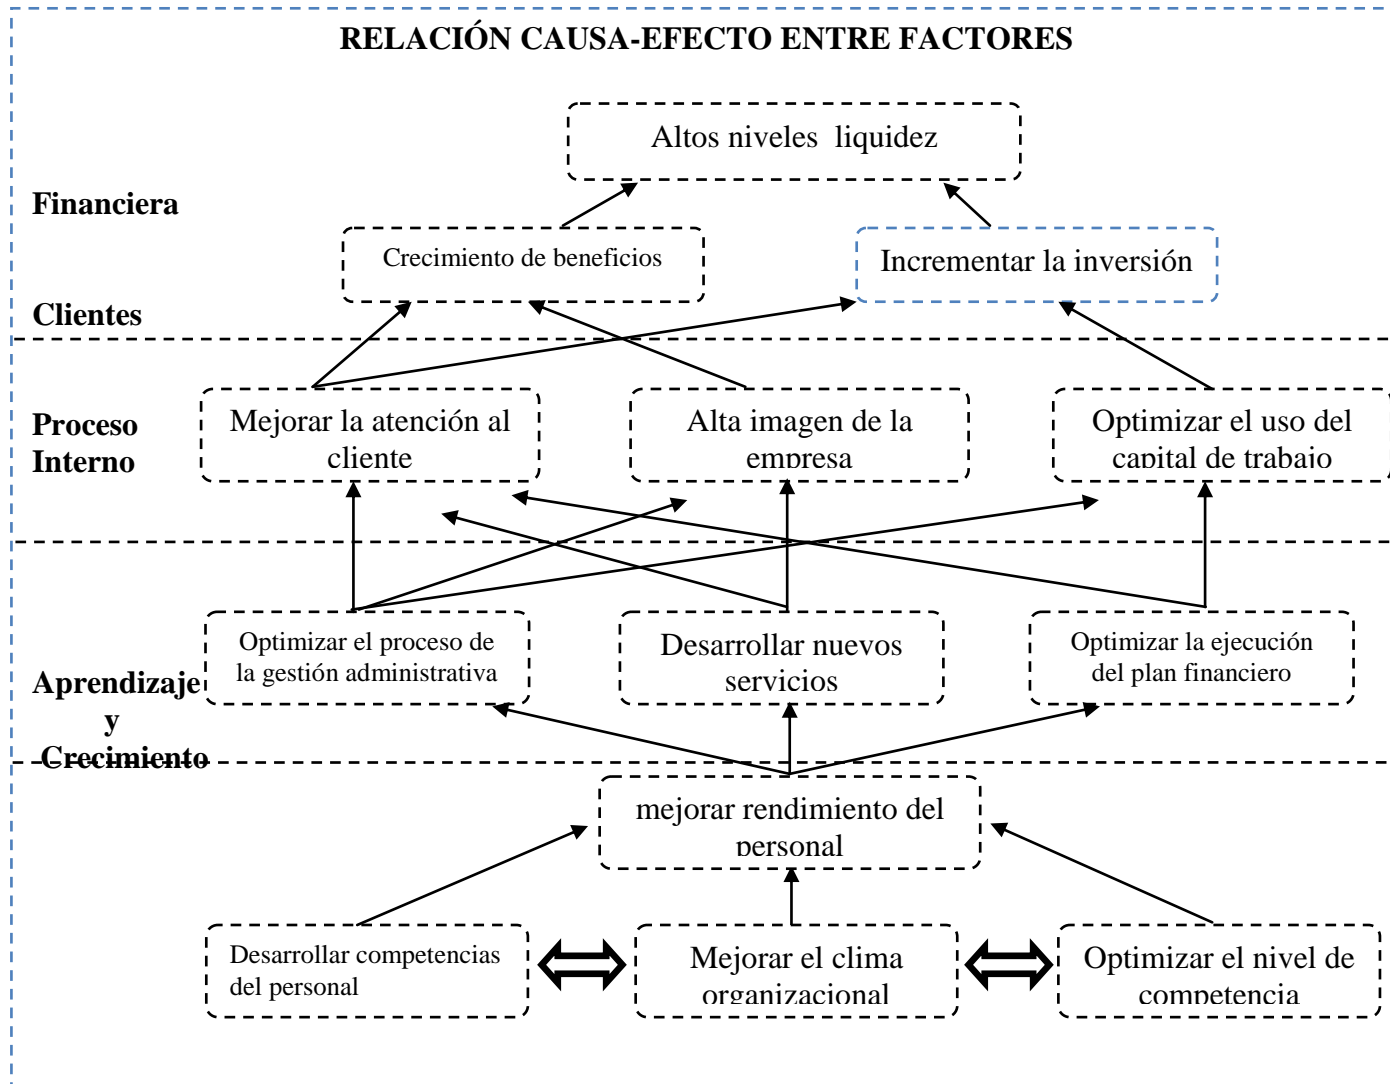 RELACIÓN CAUSA-EFECTO ENTRE FACTORES
Altos niveles liquidez
Financiera
Crecimiento de beneficios
Incrementar la inversión
Clientes
Proceso
Interno
Mejorar la atención al
cliente
Alta imagen de la
empresa
Optimizar el uso del
capital de trabajo
Optimizar el proceso de
la gestión administrativa
Desarrollar nuevos
servicios
Optimizar la ejecución
del plan financiero
Aprendizaje
y
Crecimiento
mejorar rendimiento del
personal
Desarrollar competencias
del personal
Mejorar el clima
organizacional
Optimizar el nivel de
competencia